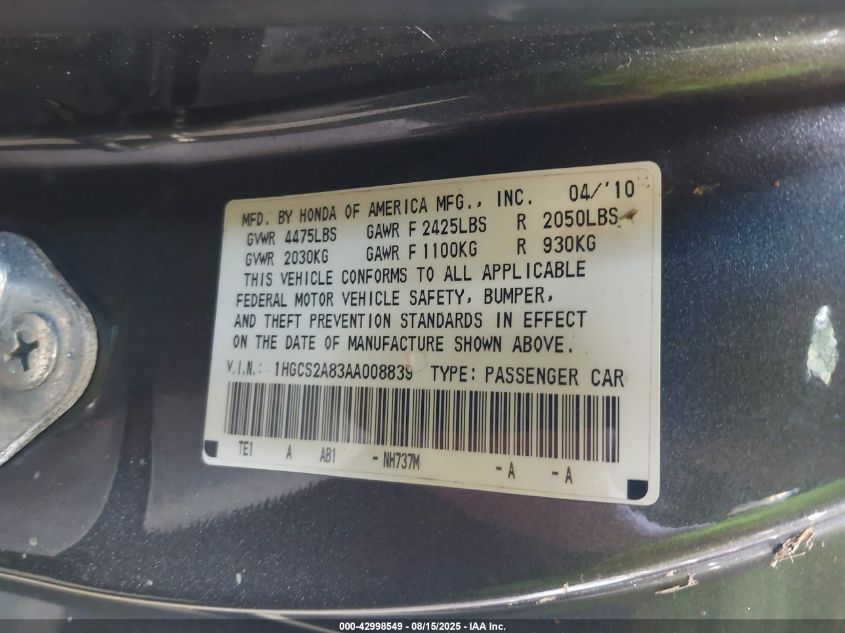 MFD. BY HONDA OF AMERICA MFG., INC. 04/'10
GVWR 4475LBS GAWR F 2425LBS R 2050LBS
GVWR 2030KG GAWR F 1100KG R 930KG
THIS VEHICLE CONFORMS TO ALL APPLICABLE
FEDERAL MOTOR VEHICLE SAFETY, BUMPER,
AND THEFT PREVENTION STANDARDS IN EFFECT
ON THE DATE OF MANUFACTURE SHOWN ABOVE.
V.I.N.: 1HGCS2A83AA008839 TYPE: PASSENGER CAR
TE1 A AB1 - NH737M - A - A
000-42998549 - 08/15/2025 - IAA Inc.